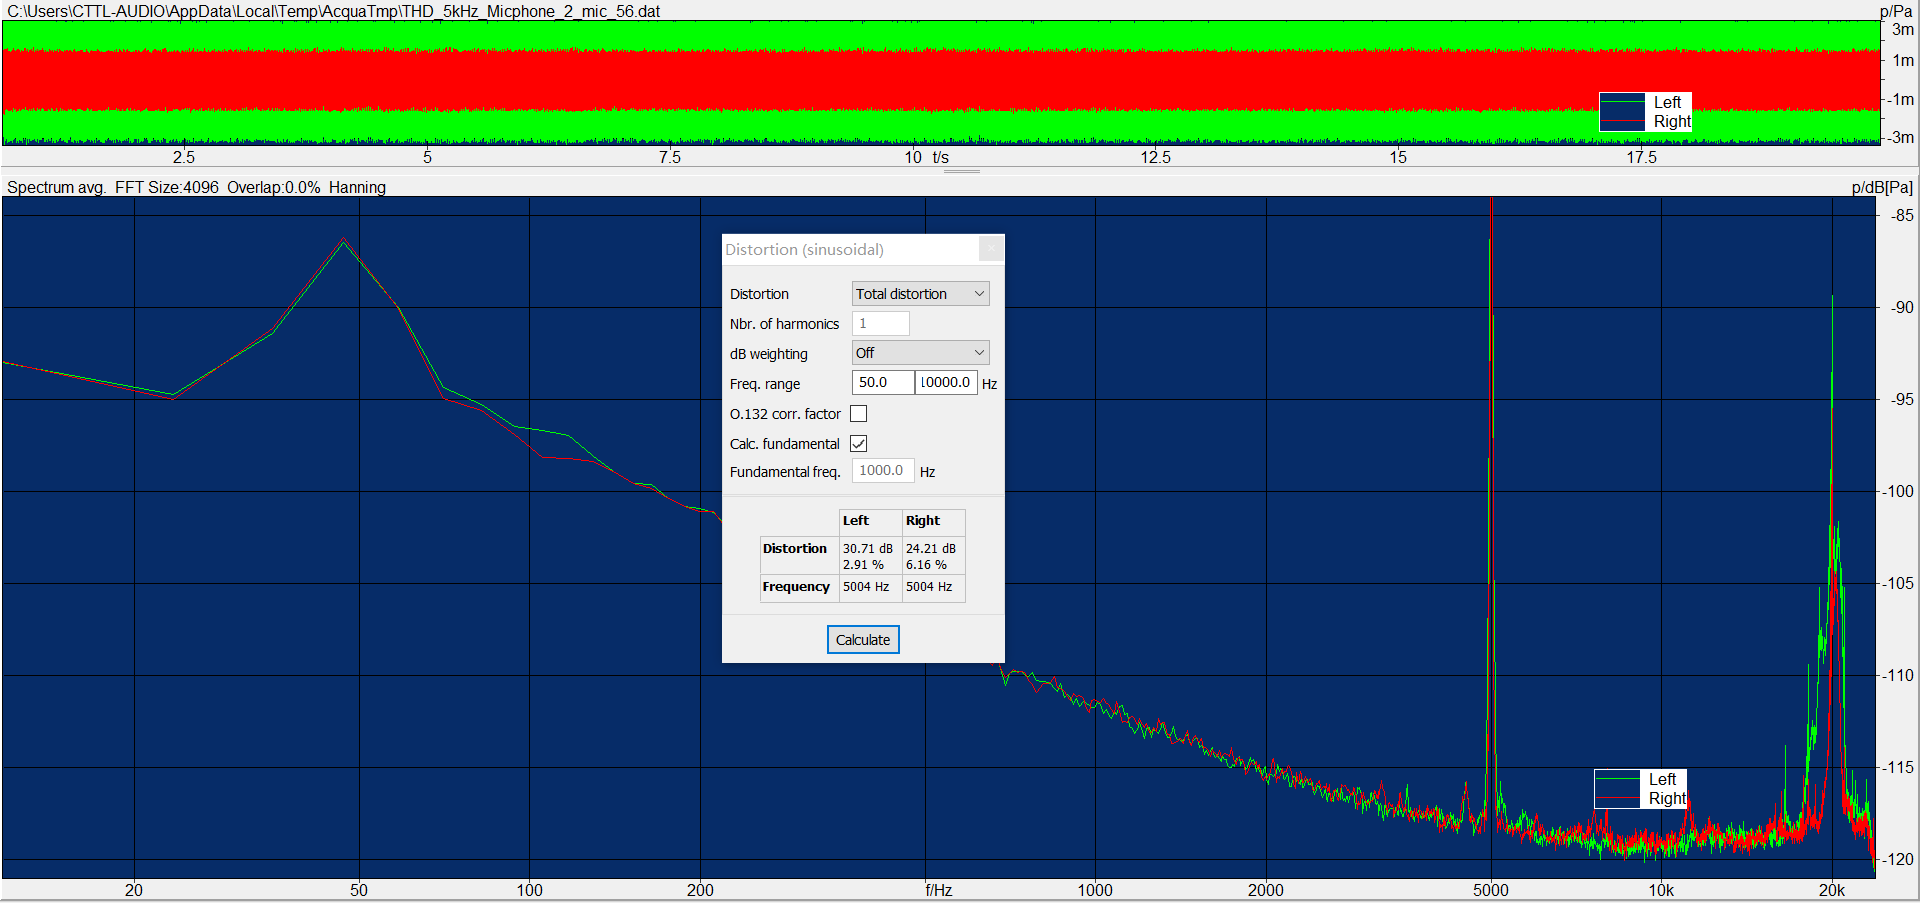 C:\Users\CTTL-AUDIO\AppData\Local\Temp\AcquaTmp\THD_5kHz_Micphone_2_mic_56.dat
p/Pa
3m
1m
-1m
-3m
Left
Right
2.5 5 7.5 10 t/s 12.5 15 17.5
Spectrum avg. FFT Size:4096 Overlap:0.0% Hanning
p/dB[Pa]
-85
-90
-95
-100
-105
-110
-115
-120
Distortion (sinusoidal)
Distortion Total distortion
Nbr. of harmonics 1
dB weighting Off
Freq. range 50.0 10000.0 Hz
O.132 corr. factor
Calc. fundamental
Fundamental freq. 1000.0 Hz
Left Right
Distortion 30.71 dB 24.21 dB
2.91 % 6.16 %
Frequency 5004 Hz 5004 Hz
Calculate
Left
Right
20 50 100 200 f/Hz 1000 2000 5000 10k 20k